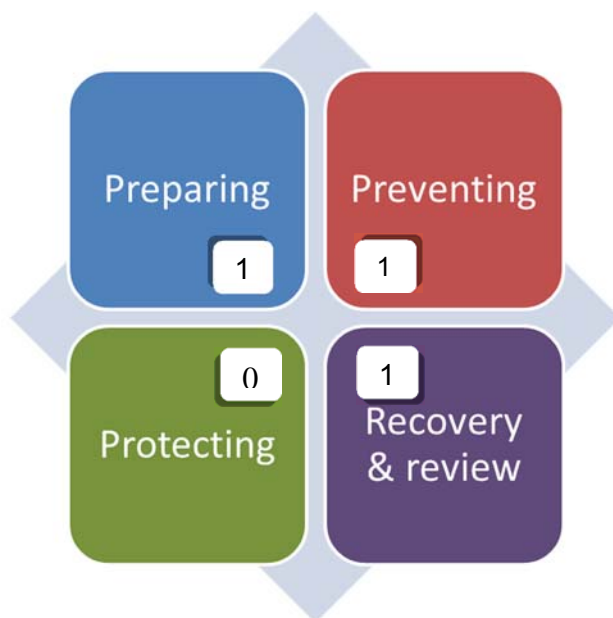 Preparing
1
Preventing
1
0
Protecting
1
Recovery
& review